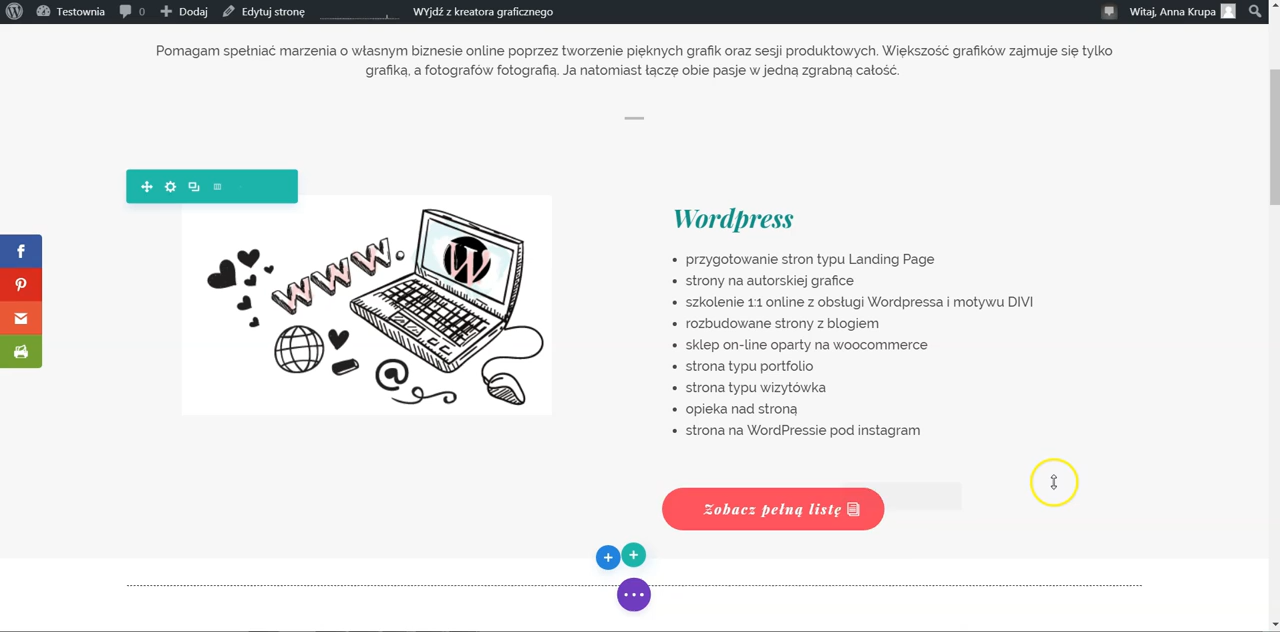 Testownia 0 Dodaj Edytuj stronę WYjdź z kreatora graficznego Witaj, Anna Krupa
Pomagam spełniać marzenia o własnym biznesie online poprzez tworzenie pięknych grafik oraz sesji produktowych. Większość grafików zajmuje się tylko
grafiką, a fotografów fotografią. Ja natomiast łączę obie pasje w jedną zgrabną całość.
WWW.
W
@
Wordpress
przygotowanie stron typu Landing Page
strony na autorskiej grafice
szkolenie 1:1 online z obsługi Wordpressa i motywu DIVI
rozbudowane strony z blogiem
sklep on-line oparty na woocommerce
strona typu portfolio
strona typu wizytówka
opieka nad stroną
strona na WordPressie pod instagram
Zobacz pełną listę